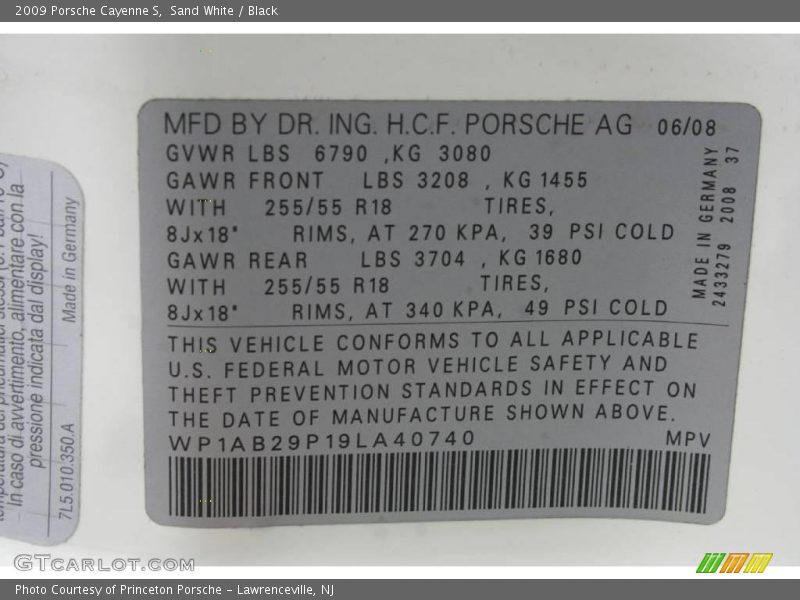 2009 Porsche Cayenne S, Sand White / Black
MFD BY DR. ING. H.C.F. PORSCHE AG 06/08
GVWR LBS 6790 ,KG 3080
GAWR FRONT LBS 3208 , KG 1455
WITH 255/55 R18 TIRES,
8Jx18" RIMS, AT 270 KPA, 39 PSI COLD
GAWR REAR LBS 3704 , KG 1680
WITH 255/55 R18 TIRES,
8Jx18" RIMS, AT 340 KPA, 49 PSI COLD
THIS VEHICLE CONFORMS TO ALL APPLICABLE
U.S. FEDERAL MOTOR VEHICLE SAFETY AND
THEFT PREVENTION STANDARDS IN EFFECT ON
THE DATE OF MANUFACTURE SHOWN ABOVE.
WP1AB29P19LA40740 MPV
MADE IN GERMANY
2433279 2008 37
In caso di avvertimento, alimentare con la
pressione indicata dal display!
7L5.010.350.A Made in Germany
GTCARLOT.COM
Photo Courtesy of Princeton Porsche - Lawrenceville, NJ